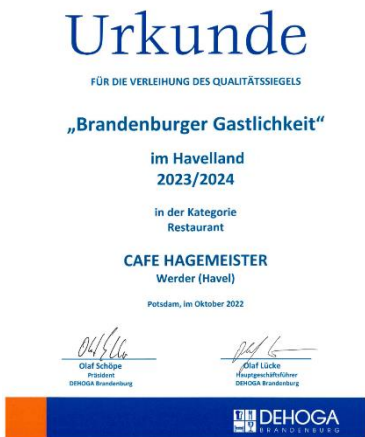 Urkunde
FÜR DIE VERLEIHUNG DES QUALITÄTSSIEGELS
„Brandenburger Gastlichkeit“
im Havelland
2023/2024
in der Kategorie
Restaurant
CAFE HAGEMEISTER
Werder (Havel)
Potsdam, im Oktober 2022
Olaf Schöpe
Präsident
DEHOGA Brandenburg
Olaf Lücke
Hauptgeschäftsführer
DEHOGA Brandenburg
DEHOGA
BRANDENBURG